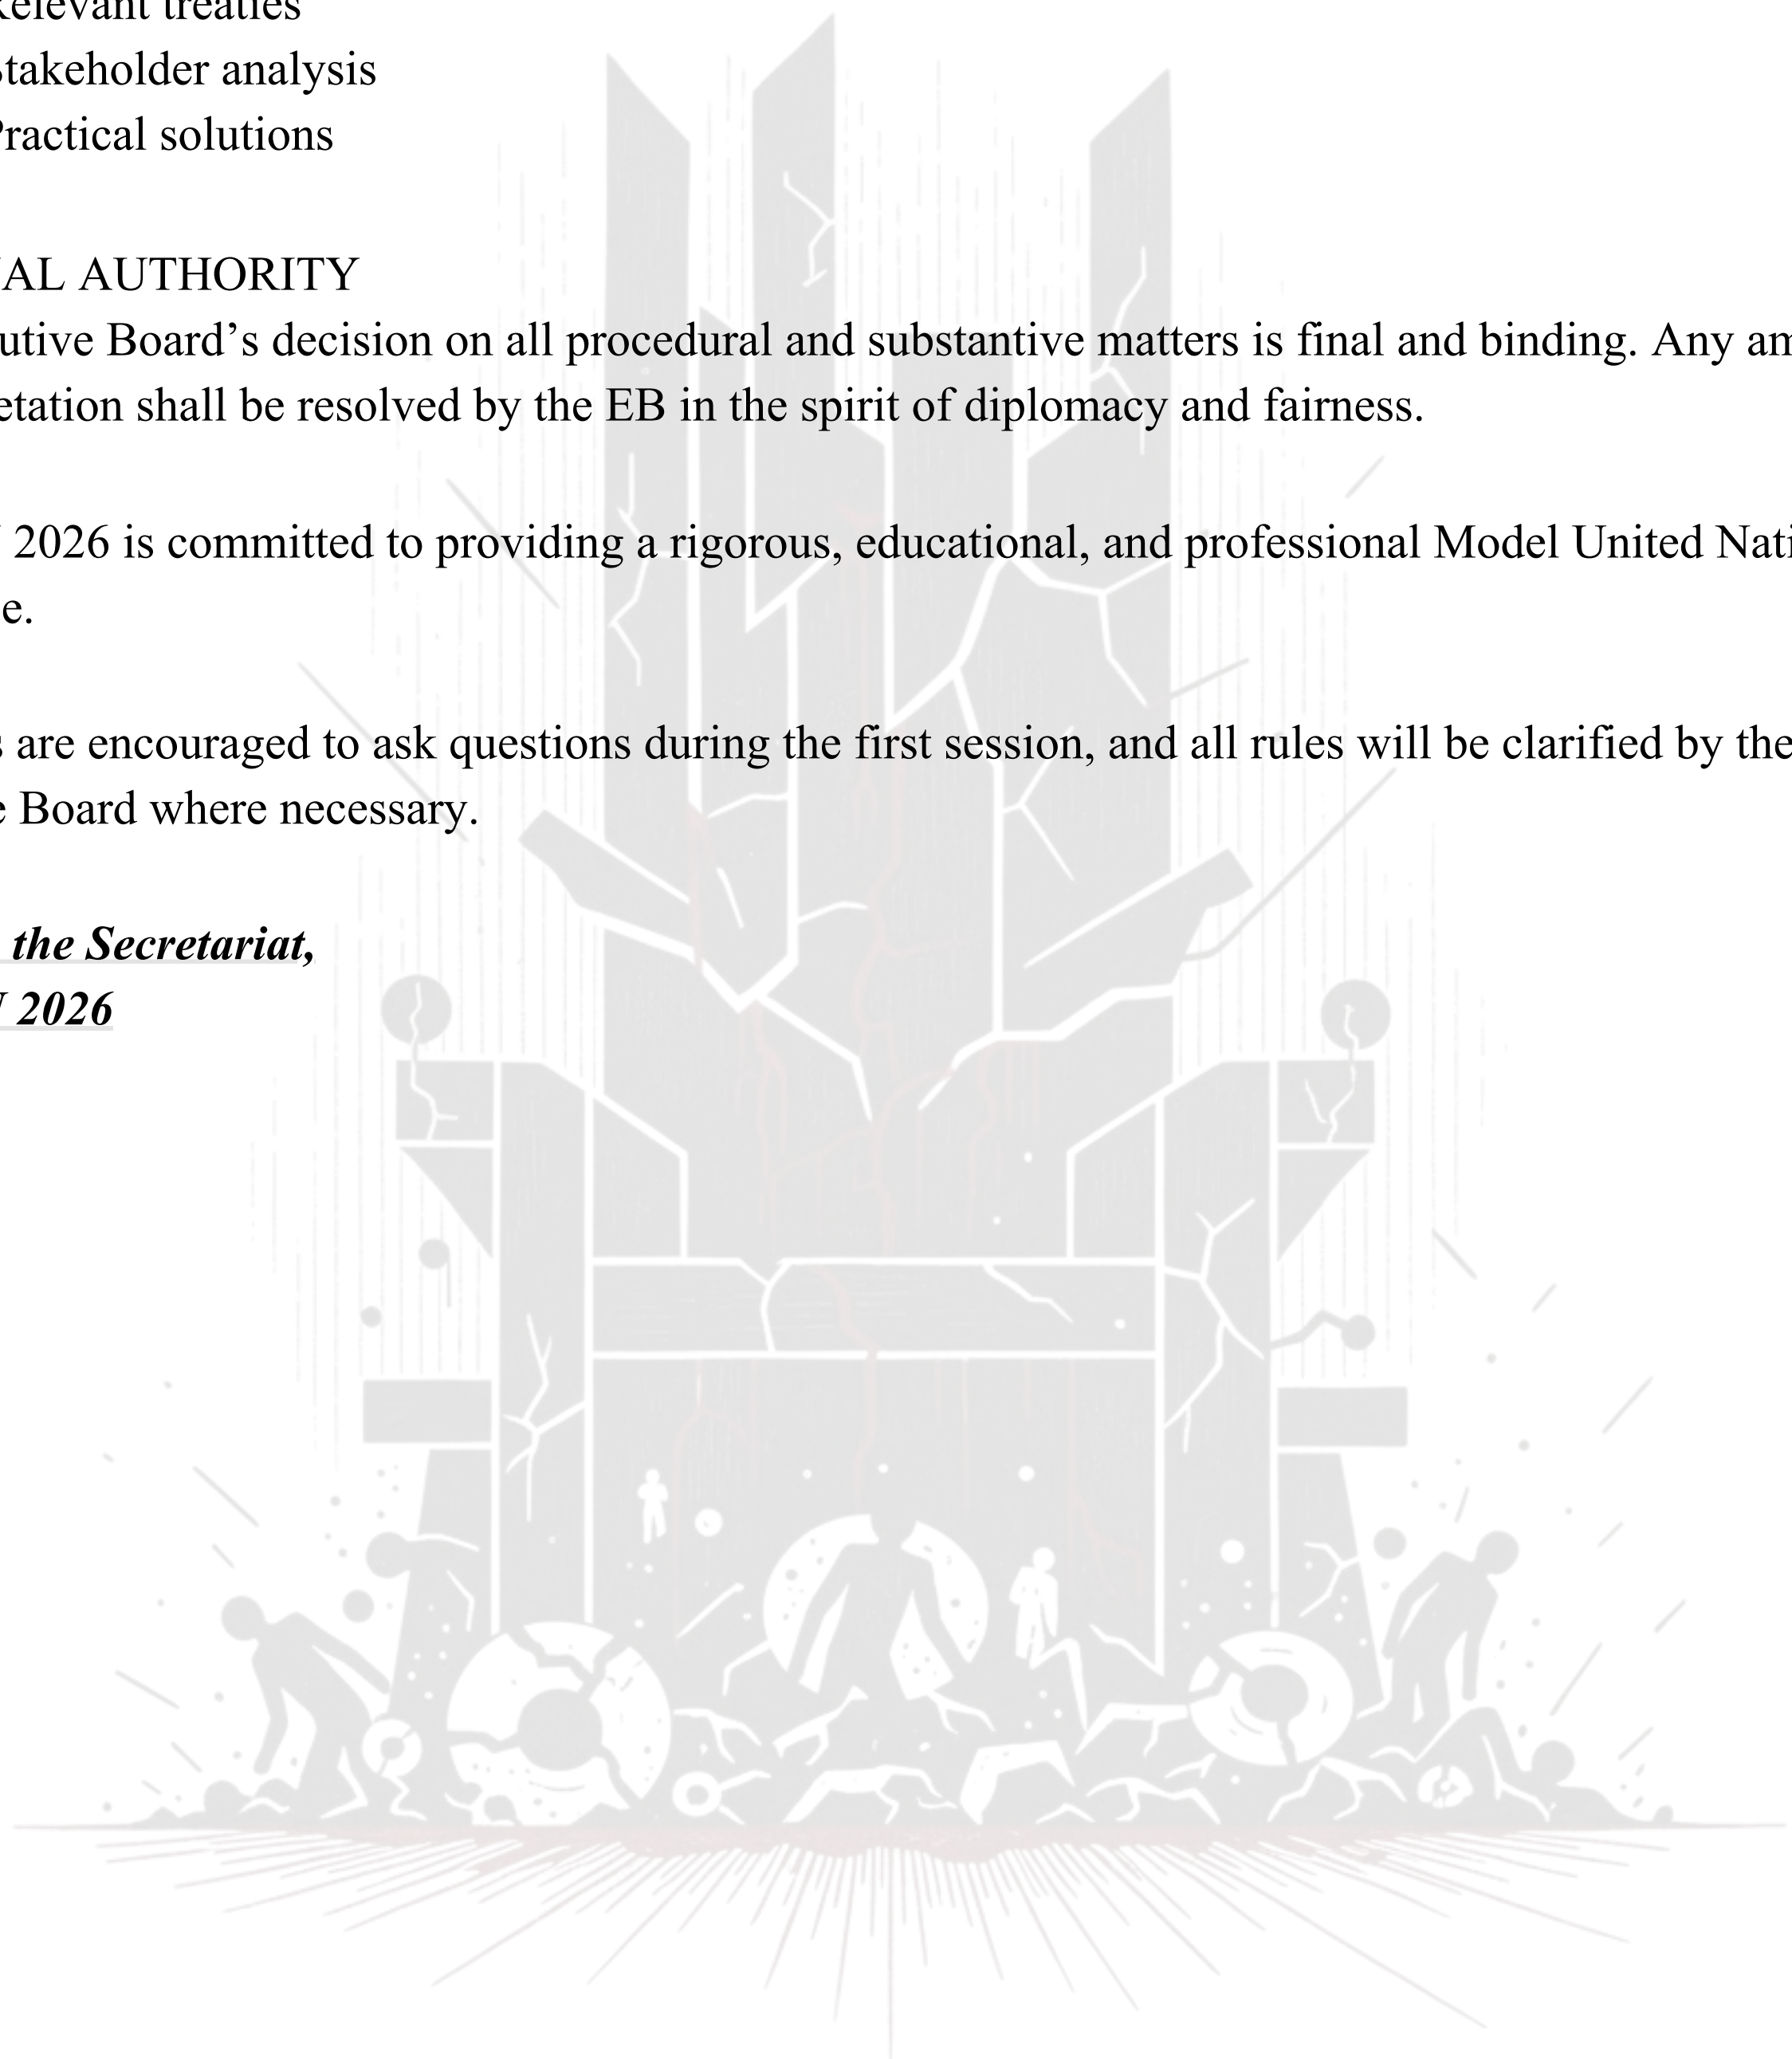 Relevant treaties
Stakeholder analysis
Practical solutions
AL AUTHORITY
utive Board’s decision on all procedural and substantive matters is final and binding. Any am
etation shall be resolved by the EB in the spirit of diplomacy and fairness.
2026 is committed to providing a rigorous, educational, and professional Model United Nati
e.
s are encouraged to ask questions during the first session, and all rules will be clarified by the
e Board where necessary.
the Secretariat,
2026